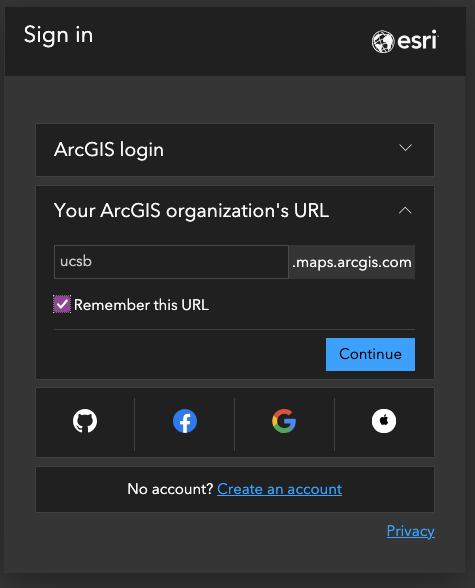 Sign in
esri
ArcGIS login
Your ArcGIS organization's URL
ucsb .maps.arcgis.com
Remember this URL
Continue
No account? Create an account
Privacy